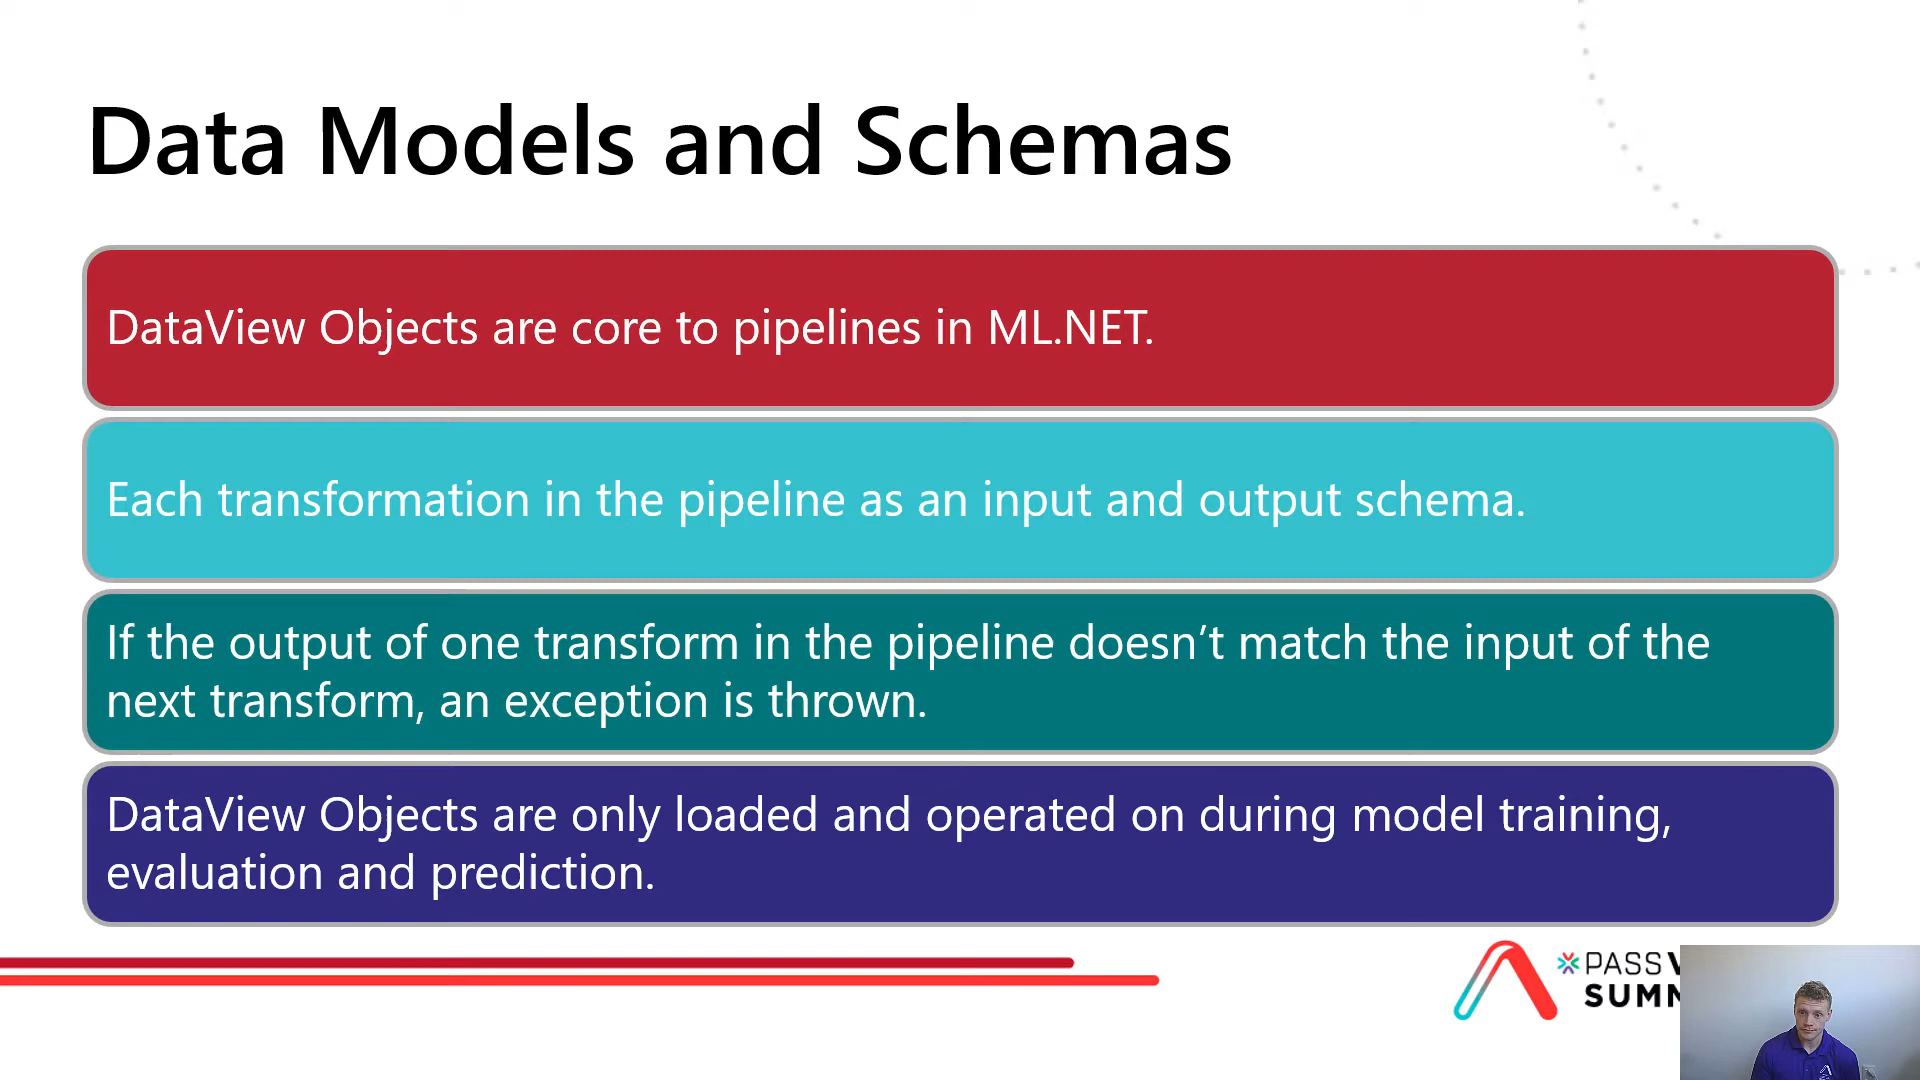 Data Models and Schemas
DataView Objects are core to pipelines in ML.NET.
Each transformation in the pipeline as an input and output schema.
If the output of one transform in the pipeline doesn’t match the input of the
next transform, an exception is thrown.
DataView Objects are only loaded and operated on during model training,
evaluation and prediction.
PASS